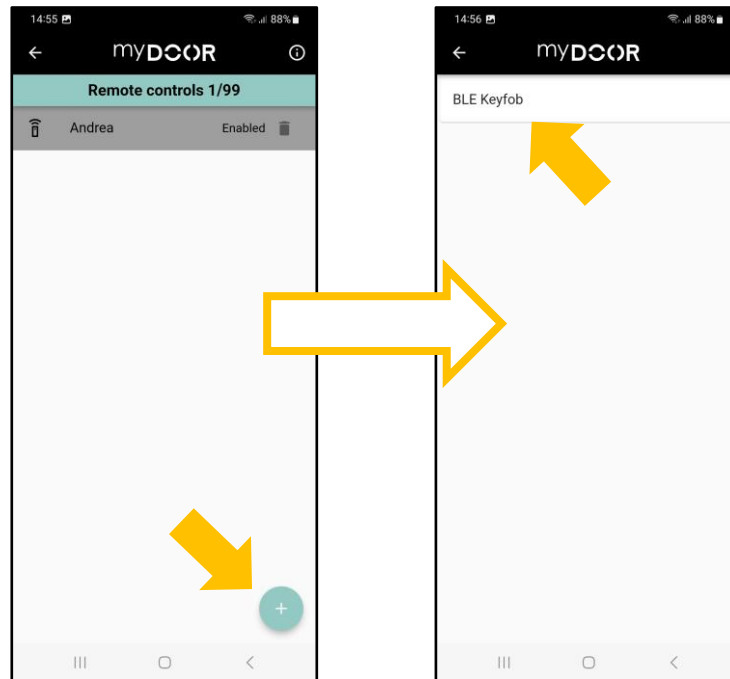 14:55 88%
myDOOR
Remote controls 1/99
Andrea Enabled
+
14:56 88%
myDOOR
BLE Keyfob